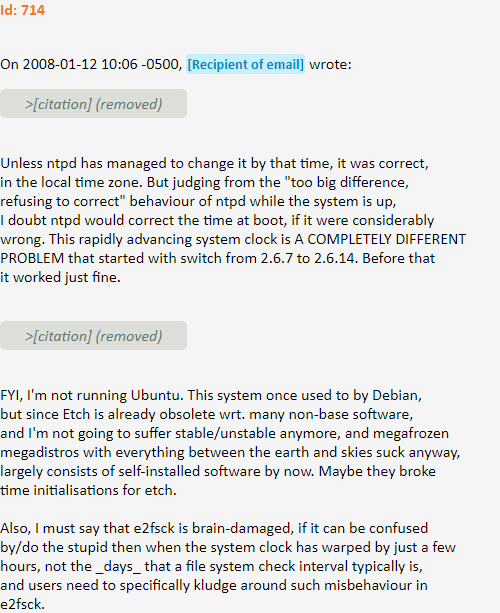 Id: 714
On 2008-01-12 10:06 -0500, [Recipient of email] wrote:
>[citation] (removed)
Unless ntpd has managed to change it by that time, it was correct,
in the local time zone. But judging from the "too big difference,
refusing to correct" behaviour of ntpd while the system is up,
I doubt ntpd would correct the time at boot, if it were considerably
wrong. This rapidly advancing system clock is A COMPLETELY DIFFERENT
PROBLEM that started with switch from 2.6.7 to 2.6.14. Before that
it worked just fine.
>[citation] (removed)
FYI, I'm not running Ubuntu. This system once used to by Debian,
but since Etch is already obsolete wrt. many non-base software,
and I'm not going to suffer stable/unstable anymore, and megafrozen
megadistros with everything between the earth and skies suck anyway,
largely consists of self-installed software by now. Maybe they broke
time initialisations for etch.
Also, I must say that e2fsck is brain-damaged, if it can be confused
by/do the stupid then when the system clock has warped by just a few
hours, not the _days_ that a file system check interval typically is,
and users need to specifically kludge around such misbehaviour in
e2fsck.